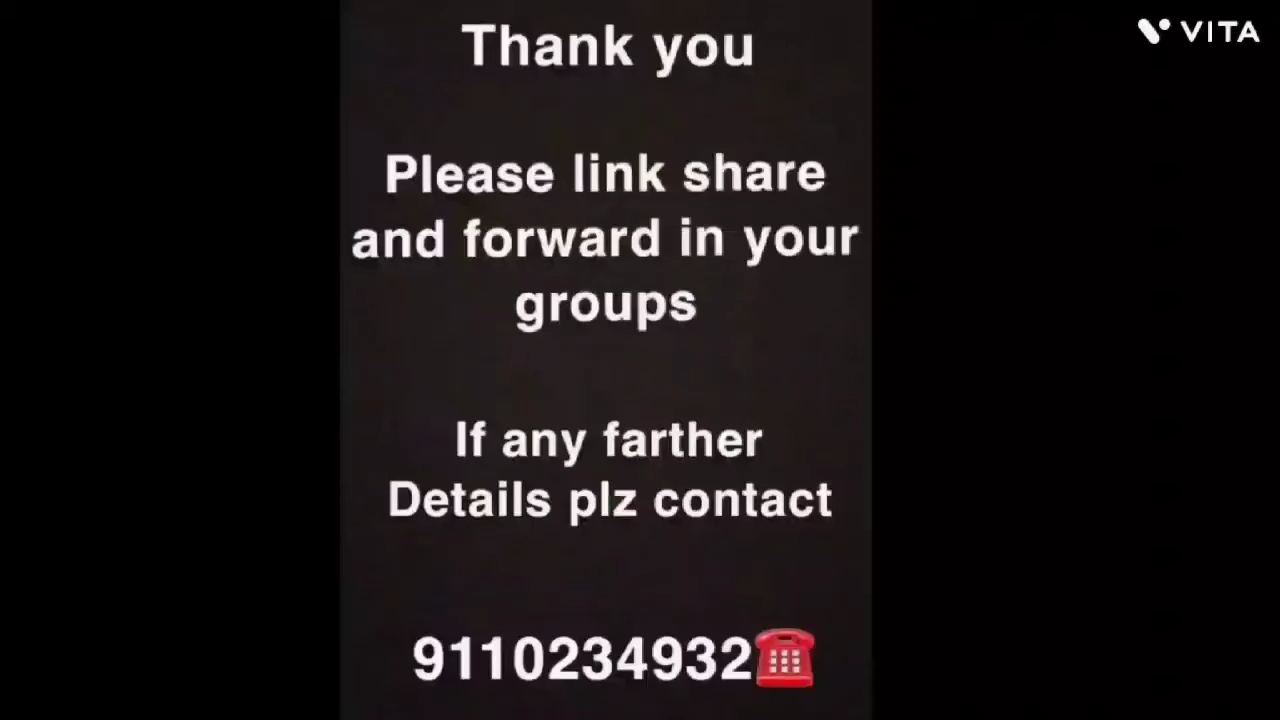 VITA
Thank you
Please link share
and forward in your
groups
If any farther
Details plz contact
9110234932☎️